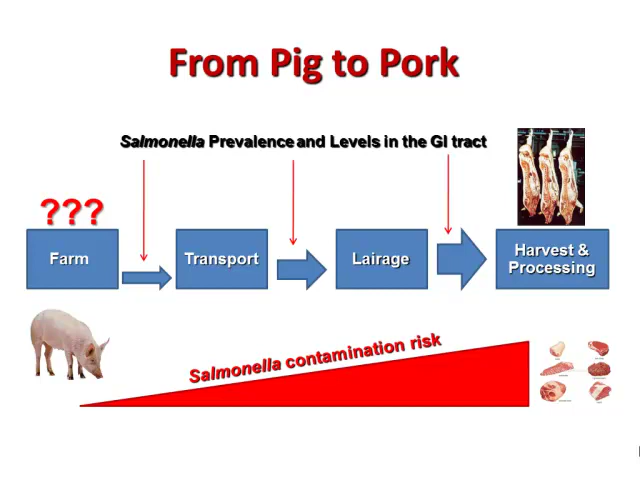 From Pig to Pork
Salmonella Prevalence and Levels in the GI tract
???
Farm
Transport
Lairage
Harvest &
Processing
Salmonella contamination risk